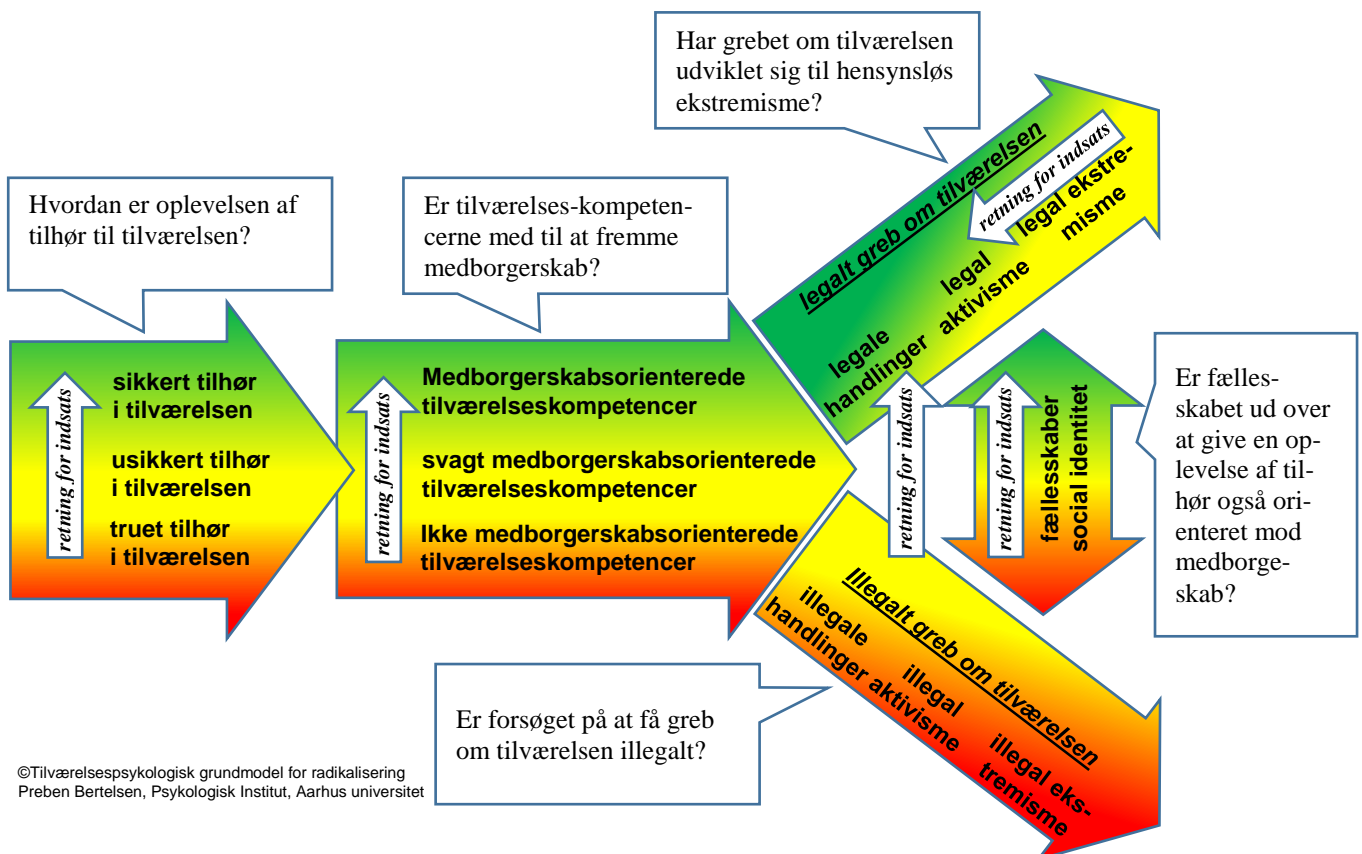 Har grebet om tilværelsen
udviklet sig til hensynsløs
ekstremisme?
Hvordan er oplevelsen af
tilhør til tilværelsen?
Er tilværelses-kompeten-
cerne med til at fremme
medborgerskab?
retning for indsats
sikkert tilhør
i tilværelsen
usikkert tilhør
i tilværelsen
truet tilhør
i tilværelsen
retning for indsats
Medborgerskabsorienterede
tilværelseskompetencer
svagt medborgerskabsorienterede
tilværelseskompetencer
Ikke medborgerskabsorienterede
tilværelseskompetencer
legalt greb om tilværelsen
retning for indsats
legale
handlinger
legal
aktivisme
legal ekstre-
misme
retning for indsats
retning for indsats
fællesskaber
social identitet
Er fælles-
skabet ud over
at give en op-
levelse af til-
hør også ori-
enteret mod
medborge-
skab?
Illegalt greb om tilværelsen
illegale
handlinger
illegal
aktivisme
illegal eks-
tremisme
Er forsøget på at få greb
om tilværelsen illegalt?
©Tilværelsespsykologisk grundmodel for radikalisering
Preben Bertelsen, Psykologisk Institut, Aarhus universitet